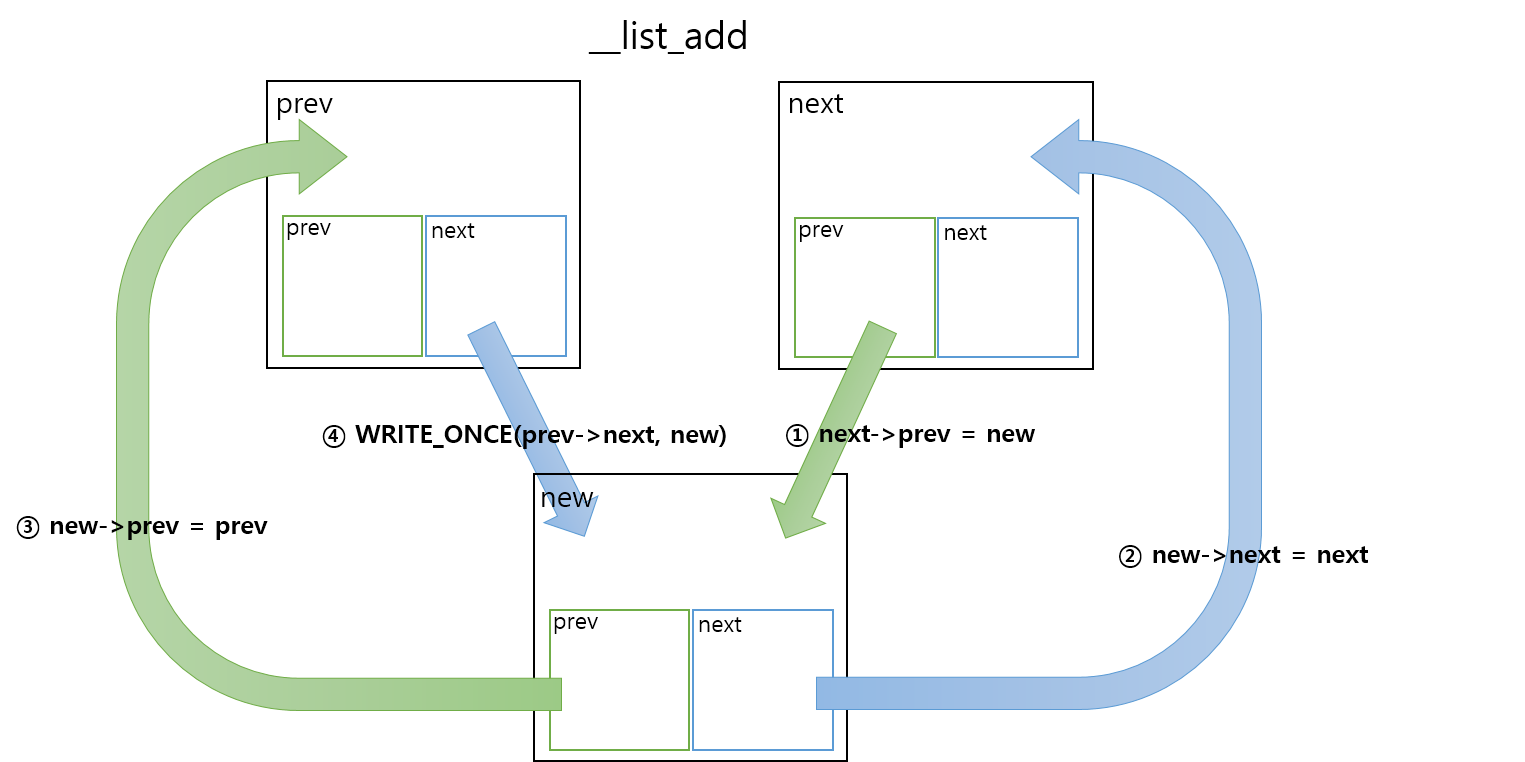 __list_add
prev
next
prev
next
prev
next
④ WRITE_ONCE(prev->next, new)
① next->prev = new
new
③ new->prev = prev
② new->next = next
prev
next